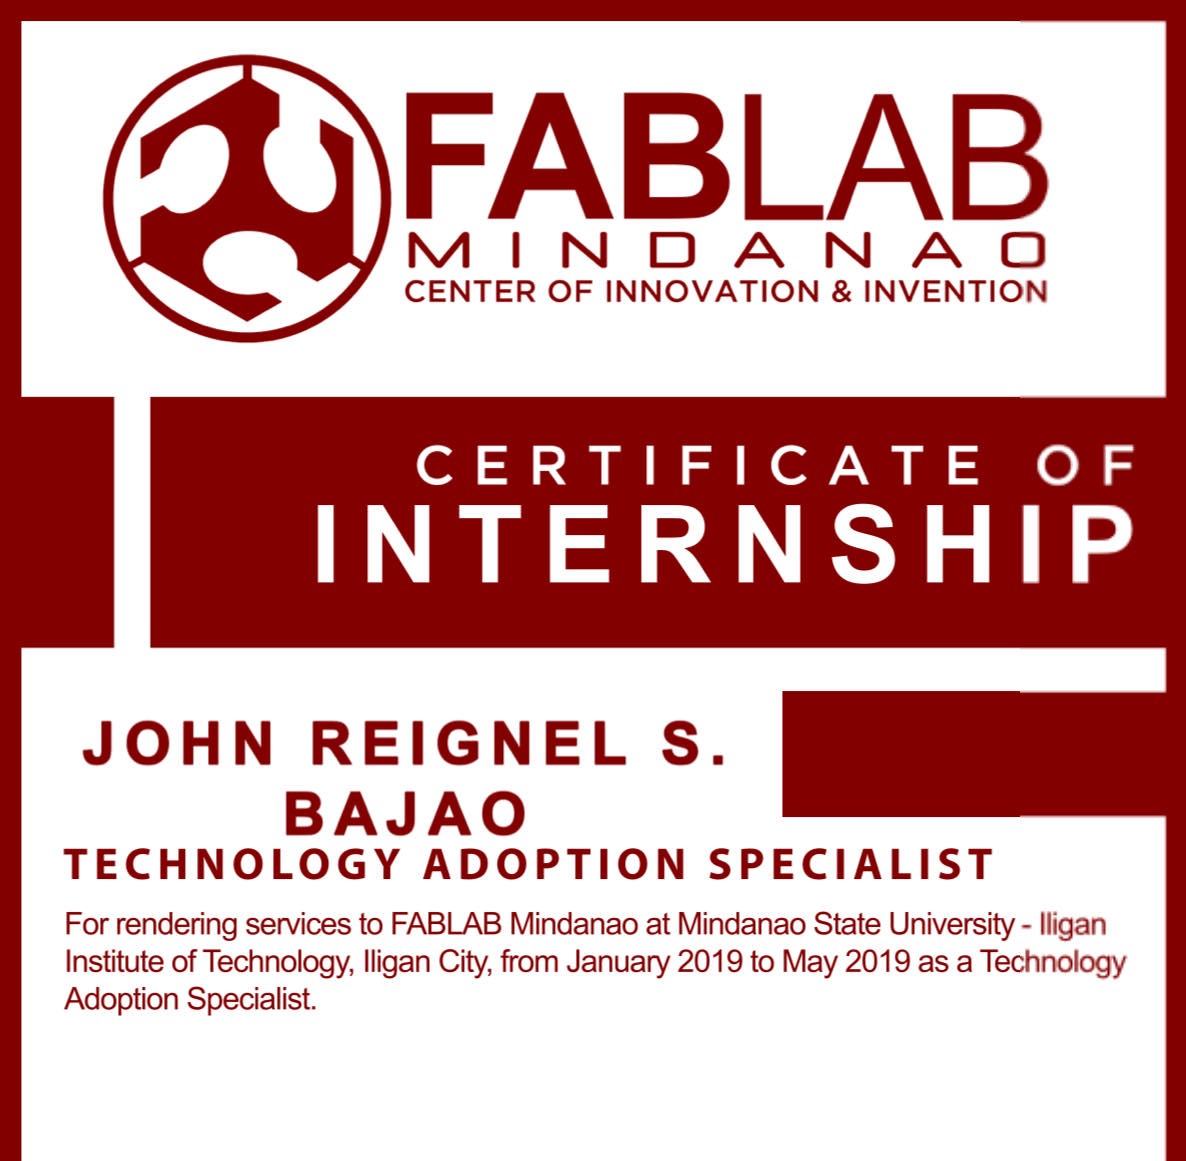 FABLAB
MINDANAO
CENTER OF INNOVATION & INVENTION
CERTIFICATE OF
INTERNSHIP
JOHN REIGNEL S.
BAJAO
TECHNOLOGY ADOPTION SPECIALIST
For rendering services to FABLAB Mindanao at Mindanao State University - Iligan
Institute of Technology, Iligan City, from January 2019 to May 2019 as a Technology
Adoption Specialist.